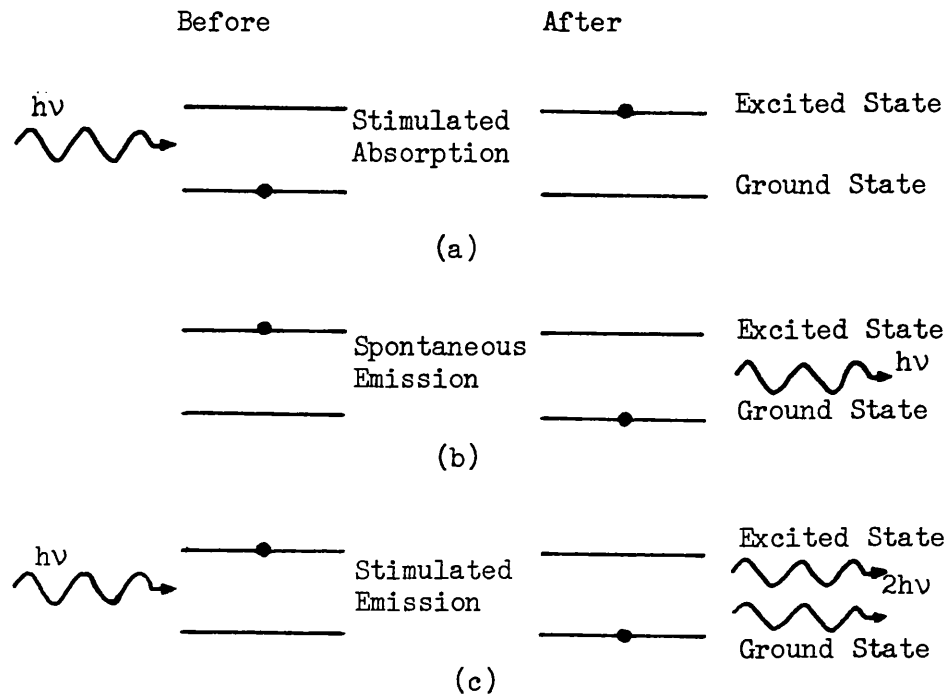 Before
After
hν
Stimulated
Absorption
Excited State
Ground State
(a)
Spontaneous
Emission
Excited State
hν
Ground State
(b)
hν
Stimulated
Emission
Excited State
2hν
Ground State
(c)